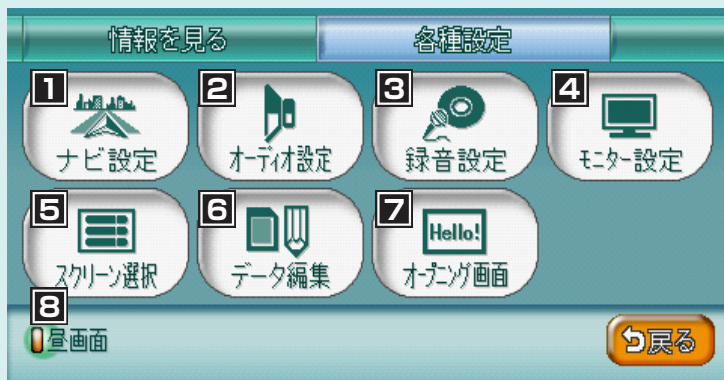 情報を見る 各種設定
1 2 3 4
ナビ設定 オーディオ設定 録音設定 モニター設定
5 6 7
Hello!
スクリーン選択 データ編集 オープニング画面
8
昼画面 戻る